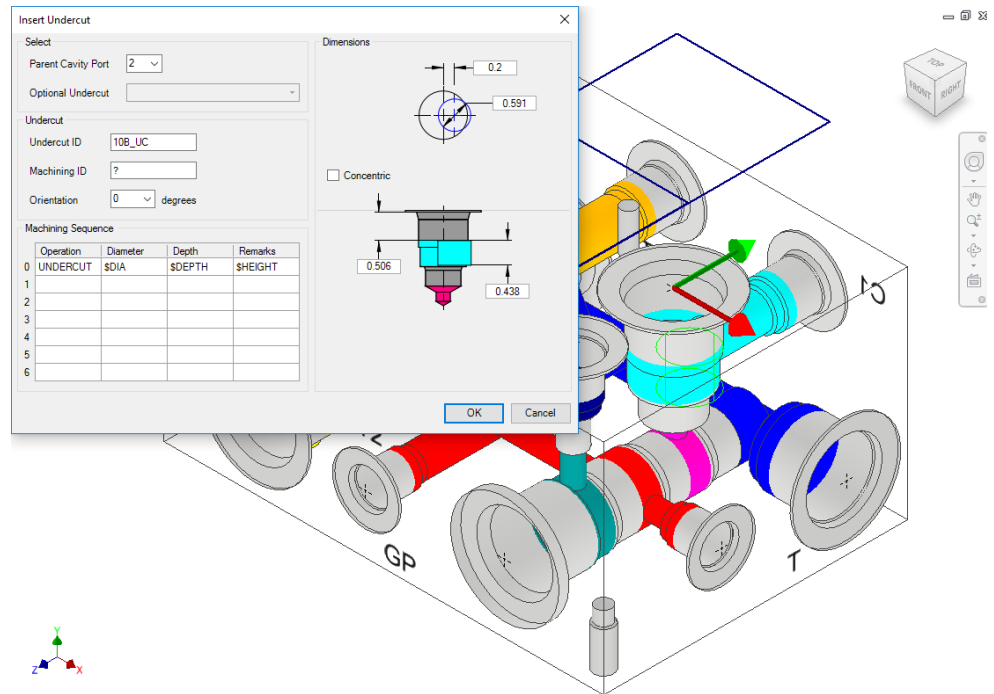 Insert Undercut
Select
Parent Cavity Port 2
Optional Undercut
Undercut
Undercut ID 10B_UC
Machining ID ?
Orientation 0 degrees
Machining Sequence
Operation Diameter Depth Remarks
0 UNDERCUT $DIA $DEPTH $HEIGHT
1
2
3
4
5
6
Dimensions
0.2
0.591
Concentric
0.506
0.438
OK Cancel
TOP
FRONT RIGHT
C1
GP
T
Y
Z X